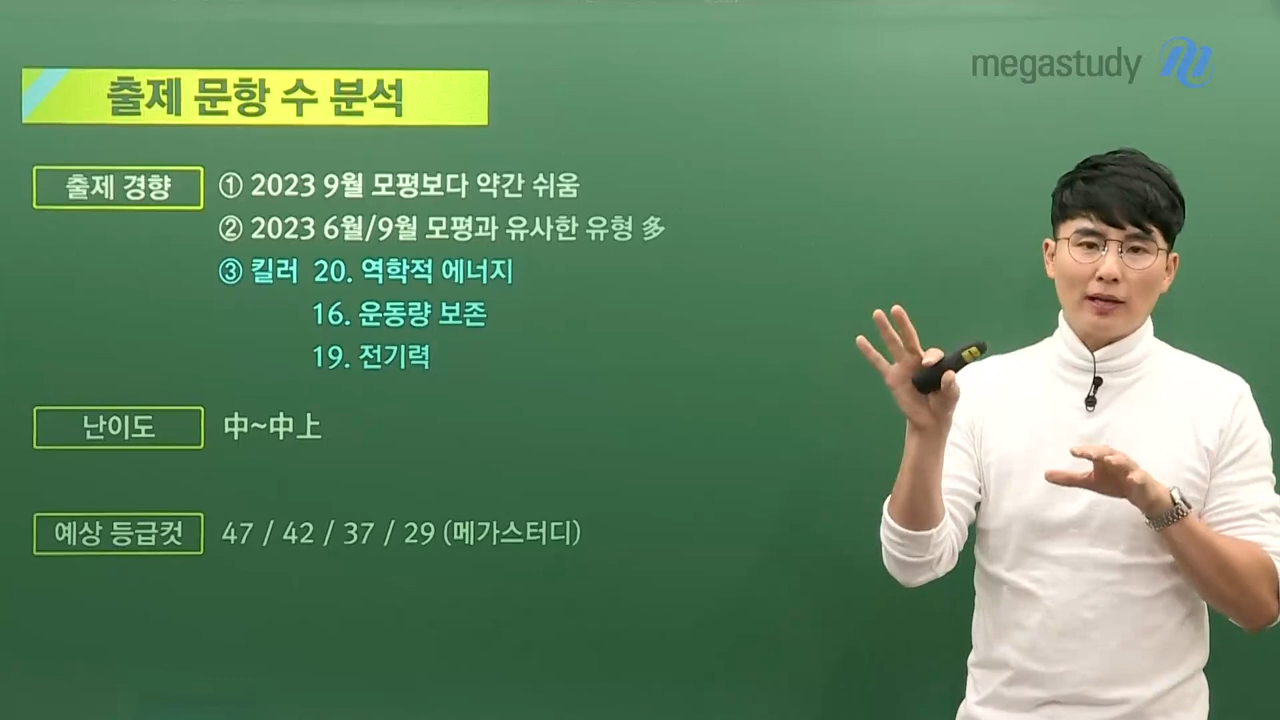 megastudy
출제 문항 수 분석
출제 경향 ① 2023 9월 모평보다 약간 쉬움
② 2023 6월/9월 모평과 유사한 유형 多
③ 킬러 20. 역학적 에너지
16. 운동량 보존
19. 전기력
난이도 中~中上
예상 등급컷 47 / 42 / 37 / 29 (메가스터디)